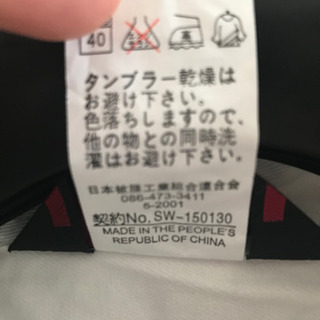 40
高
タンブラー乾燥は
お避け下さい。
色落ちしますので、
他の物との同時洗
濯はお避け下さい。
日本被服工業組合連合会
086-473-3411
5-2001
契約No. SW-150130
MADE IN THE PEOPLE'S
REPUBLIC OF CHINA